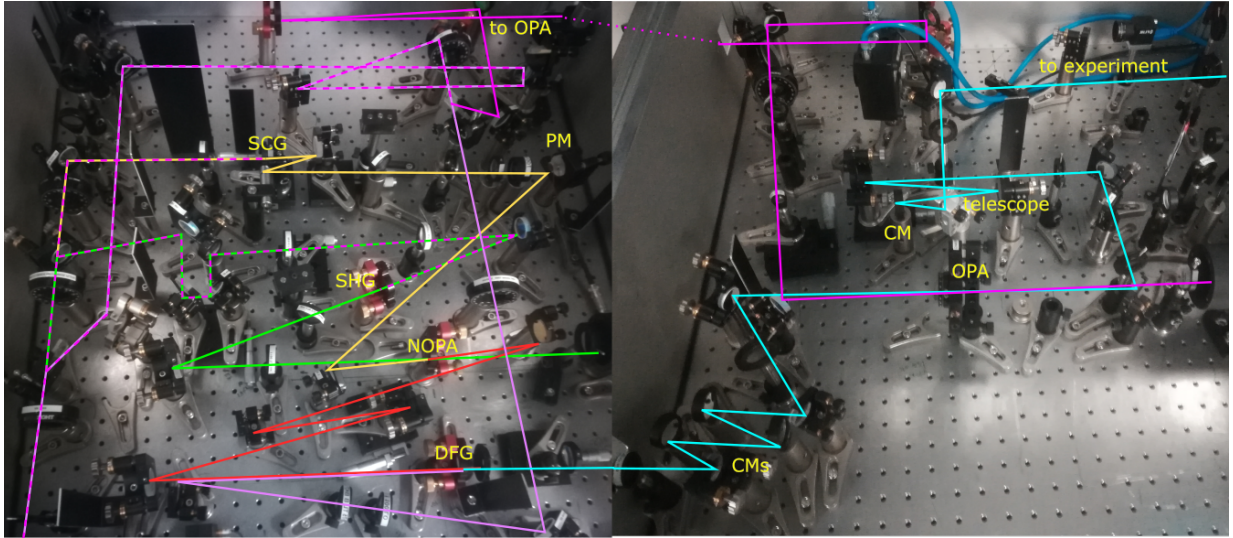 to OPA
to experiment
SCG
PM
telescope
CM
SHG
OPA
NOPA
DFG
CMs